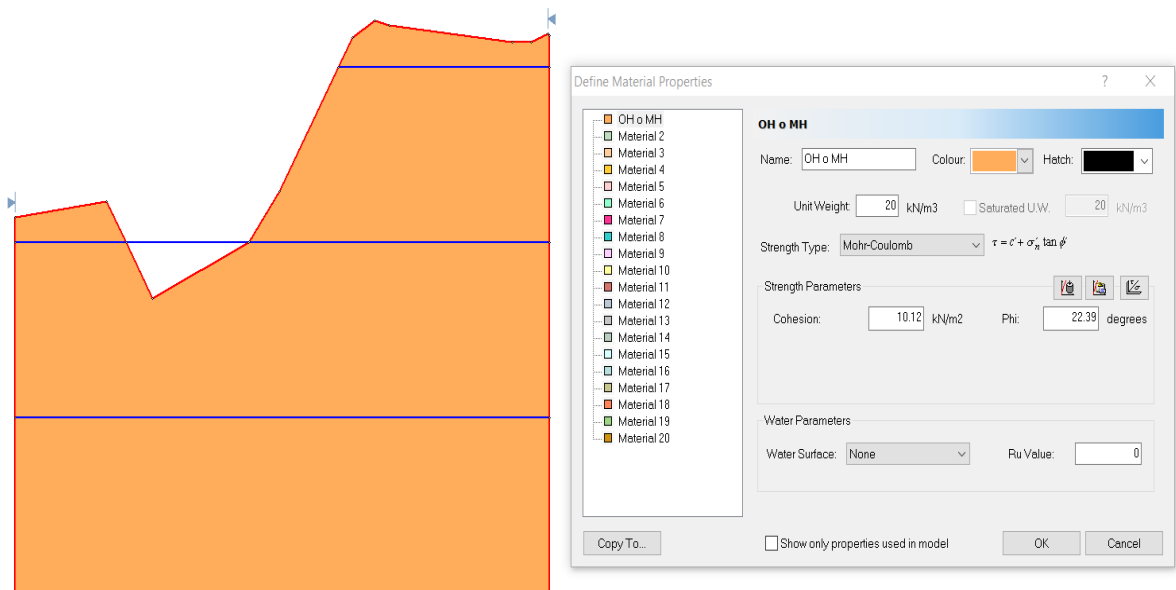 Define Material Properties ? X
OH o MH
Material 2
Material 3
Material 4
Material 5
Material 6
Material 7
Material 8
Material 9
Material 10
Material 11
Material 12
Material 13
Material 14
Material 15
Material 16
Material 17
Material 18
Material 19
Material 20
OH o MH
Name: OH o MH Colour: Hatch:
Unit Weight: 20 kN/m3 Saturated U.W. 20 kN/m3
Strength Type: Mohr-Coulomb τ = c' + σ'n tan ϕ'
Strength Parameters
Cohesion: 10.12 kN/m2 Phi: 22.39 degrees
Water Parameters
Water Surface: None Ru Value: 0
Copy To... Show only properties used in model OK Cancel